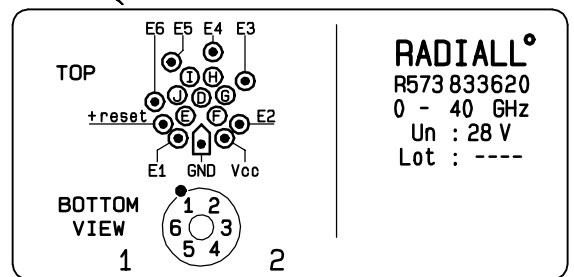 E6 E5 E4 E3
TOP
I H
J D G
E F
+reset E2
E1 GND Vcc
BOTTOM
VIEW
1 2
6 3
5 4
1 2
RADIALL°
R573 833620
0 - 40 GHz
Un : 28 V
Lot : ----